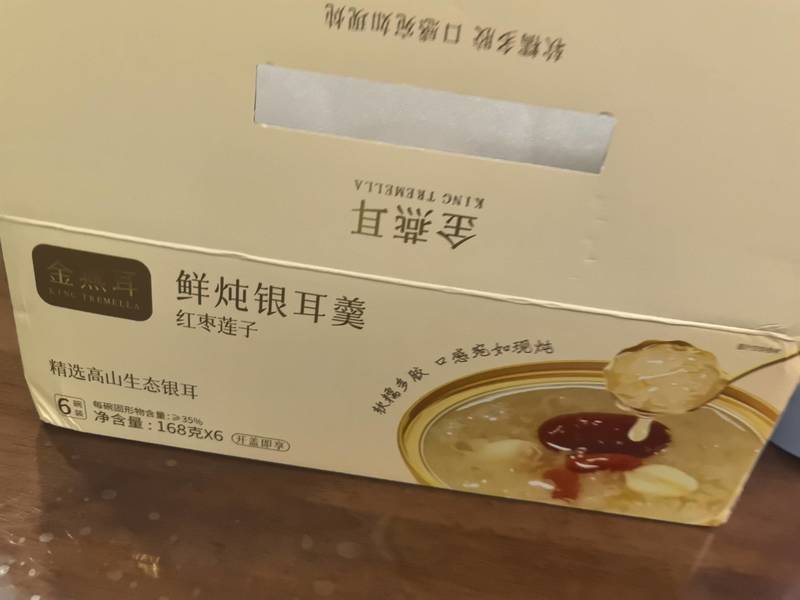 软糯多胶 口感宛如现炖
金燕耳
KING TREMELLA
金燕耳
KING TREMELLA
鲜炖银耳羹
红枣莲子
精选高山生态银耳
6碗装
每碗固形物含量:≥35%
净含量:168克X6
开盖即享
软糯多胶 口感宛如现炖